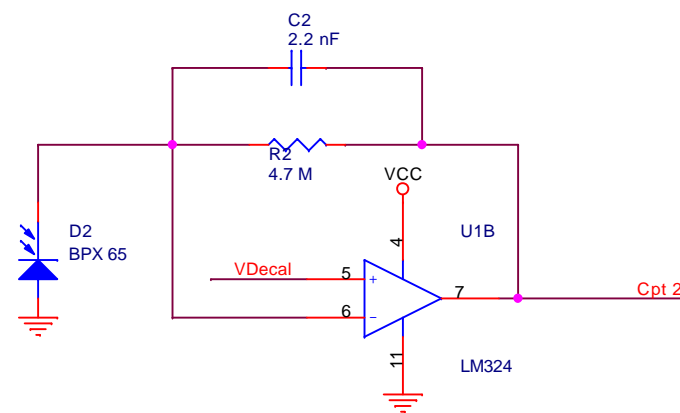 C2
2.2 nF
R2
4.7 M
VCC
D2
BPX 65
4
U1B
VDecal
5
+
6
-
7
Cpt 2
11
LM324